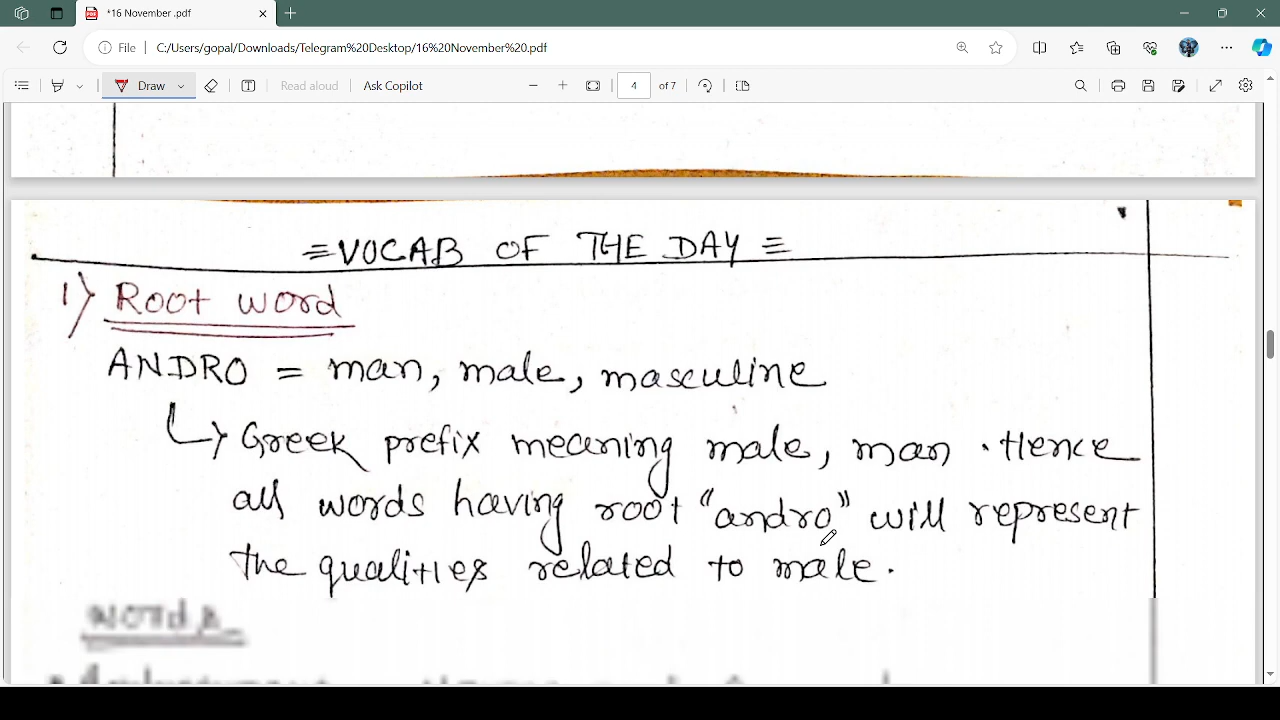 *16 November .pdf
File C:/Users/gopal/Downloads/Telegram%20Desktop/16%20November%20.pdf
Draw Read aloud Ask Copilot 4 of 7
=VOCAB OF THE DAY=
1) Root word
ANDRO = man, male, masculine
↳ Greek prefix meaning male, man. Hence
all words having root "andro" will represent
the qualities related to male.
Words